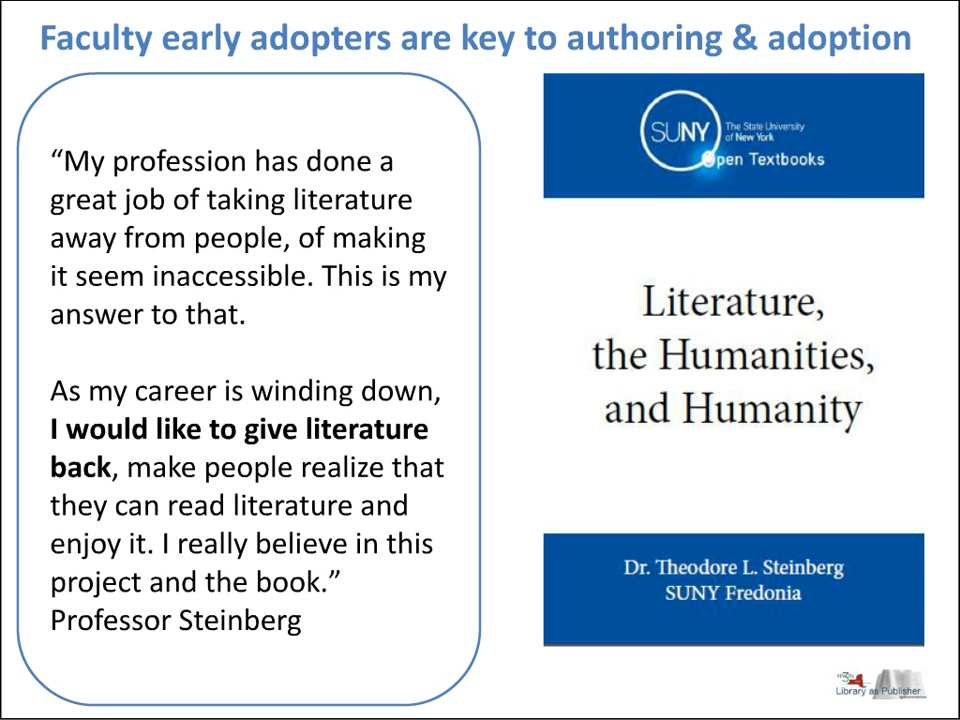 Faculty early adopters are key to authoring & adoption
“My profession has done a
great job of taking literature
away from people, of making
it seem inaccessible. This is my
answer to that.
As my career is winding down,
I would like to give literature
back, make people realize that
they can read literature and
enjoy it. I really believe in this
project and the book.”
Professor Steinberg
SUNY
The State University
of New York
Open Textbooks
Literature,
the Humanities,
and Humanity
Dr. Theodore L. Steinberg
SUNY Fredonia
Library as Publisher